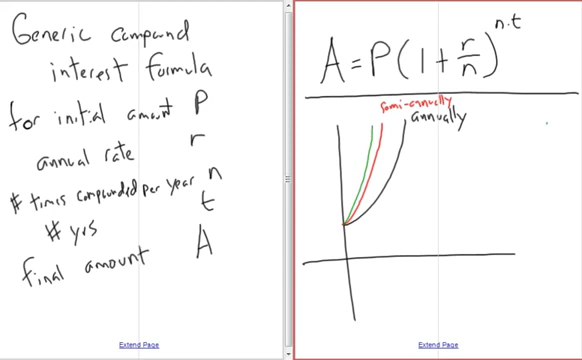 Generic compound
interest formula
for initial amount P
annual rate r
# times compounded per year n
# yrs t
final amount A
Extend Page
A = P(1 + r/n)^n·t
semi-annually
annually
Extend Page